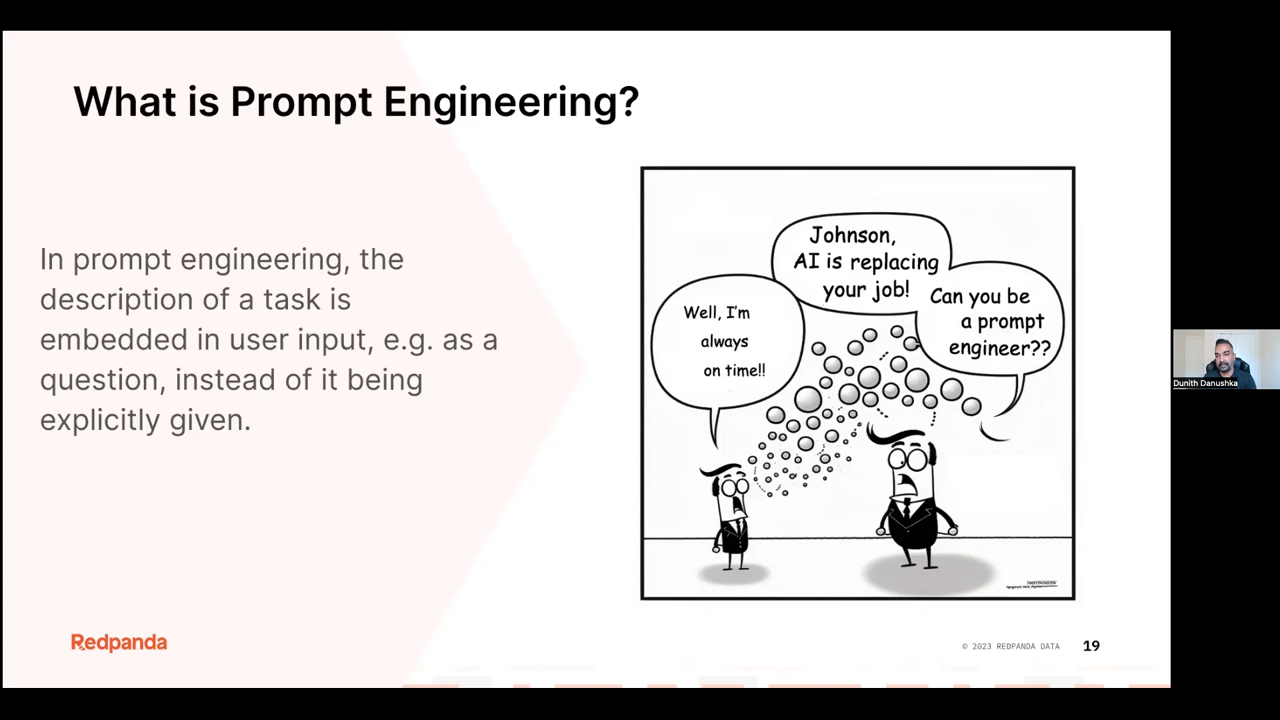 What is Prompt Engineering?
In prompt engineering, the
description of a task is
embedded in user input, e.g. as a
question, instead of it being
explicitly given.
Johnson,
AI is replacing
your job!
Can you be
a prompt
engineer??
Well, I'm
always
on time!!
Redpanda
© 2023 REDPANDA DATA
19
Dunith Danushka